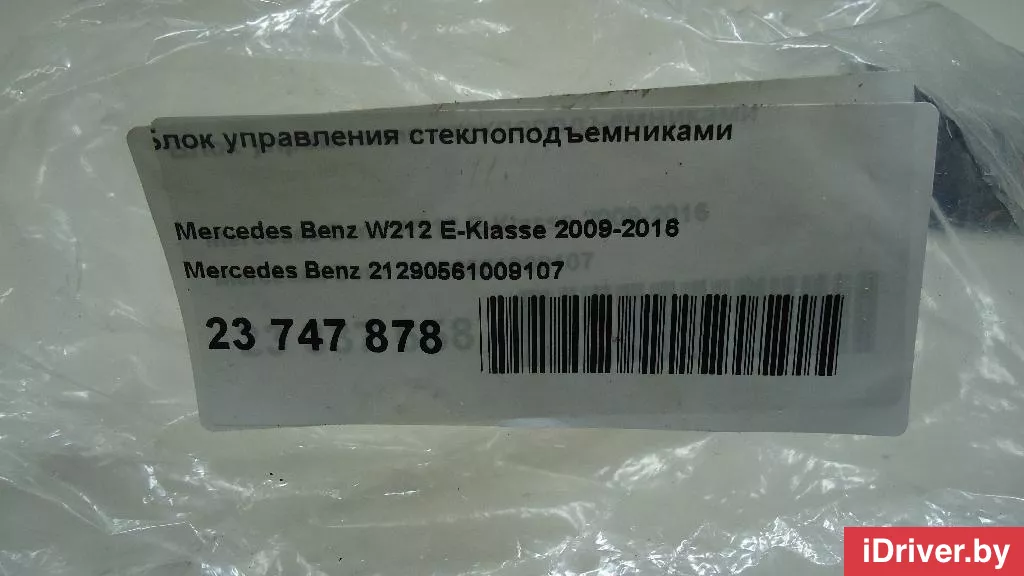 Блок управления стеклоподъемниками
Mercedes Benz W212 E-Klasse 2009-2016
Mercedes Benz 21290561009107
23 747 878
iDriver.by